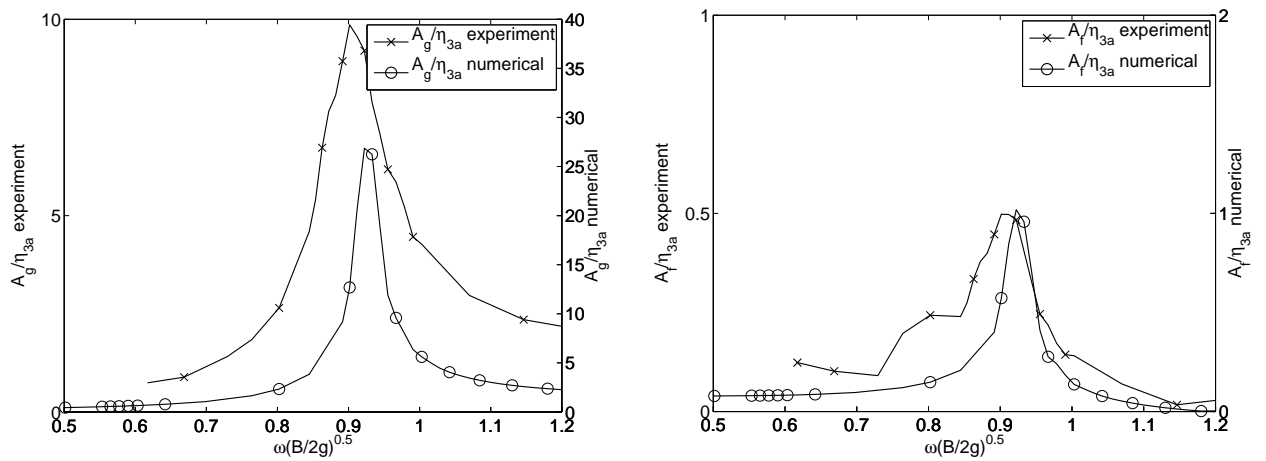 10
5
0
A_g/η_3a experiment
40
35
30
25
20
15
10
5
0
A_g/η_3a numerical
0.5 0.6 0.7 0.8 0.9 1 1.1 1.2
ω(B/2g)^0.5
A_g/η_3a experiment
A_g/η_3a numerical
1
0.5
0
A_f/η_3a experiment
2
1
0
A_f/η_3a numerical
0.5 0.6 0.7 0.8 0.9 1 1.1 1.2
ω(B/2g)^0.5
A_f/η_3a experiment
A_f/η_3a numerical